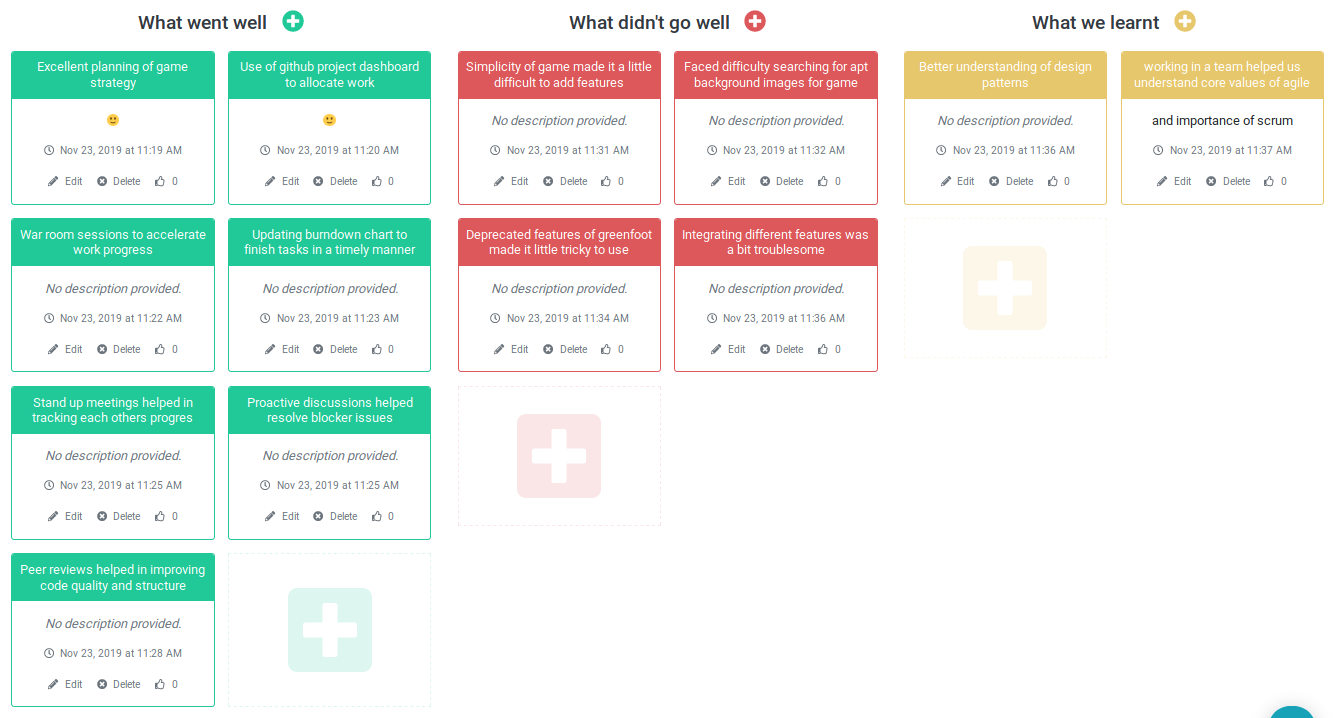 What went well
Excellent planning of game
strategy
🙂
Nov 23, 2019 at 11:19 AM
Edit Delete 0
Use of github project dashboard
to allocate work
🙂
Nov 23, 2019 at 11:20 AM
Edit Delete 0
War room sessions to accelerate
work progress
No description provided.
Nov 23, 2019 at 11:22 AM
Edit Delete 0
Updating burndown chart to
finish tasks in a timely manner
No description provided.
Nov 23, 2019 at 11:23 AM
Edit Delete 0
Stand up meetings helped in
tracking each others progres
No description provided.
Nov 23, 2019 at 11:25 AM
Edit Delete 0
Proactive discussions helped
resolve blocker issues
No description provided.
Nov 23, 2019 at 11:25 AM
Edit Delete 0
Peer reviews helped in improving
code quality and structure
No description provided.
Nov 23, 2019 at 11:28 AM
Edit Delete 0
What didn't go well
Simplicity of game made it a little
difficult to add features
No description provided.
Nov 23, 2019 at 11:31 AM
Edit Delete 0
Faced difficulty searching for apt
background images for game
No description provided.
Nov 23, 2019 at 11:32 AM
Edit Delete 0
Deprecated features of greenfoot
made it little tricky to use
No description provided.
Nov 23, 2019 at 11:34 AM
Edit Delete 0
Integrating different features was
a bit troublesome
No description provided.
Nov 23, 2019 at 11:36 AM
Edit Delete 0
What we learnt
Better understanding of design
patterns
No description provided.
Nov 23, 2019 at 11:36 AM
Edit Delete 0
working in a team helped us
understand core values of agile
and importance of scrum
Nov 23, 2019 at 11:37 AM
Edit Delete 0